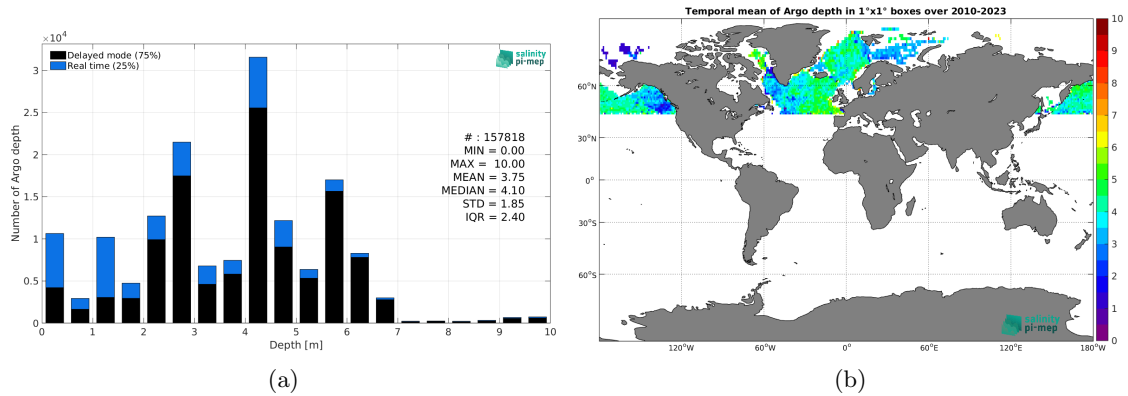 ×10⁴
Delayed mode (75%)
Real time (25%)
salinity
pi-mep
Number of Argo depth
3
2.5
2
1.5
1
0.5
0
# : 157818
MIN = 0.00
MAX = 10.00
MEAN = 3.75
MEDIAN = 4.10
STD = 1.85
IQR = 2.40
0 1 2 3 4 5 6 7 8 9 10
Depth [m]
(a)
Temporal mean of Argo depth in 1°x1° boxes over 2010-2023
60°N
30°N
0°
30°S
60°S
120°W 60°W 0° 60°E 120°E 180°W
salinity
pi-mep
10
9
8
7
6
5
4
3
2
1
0
(b)